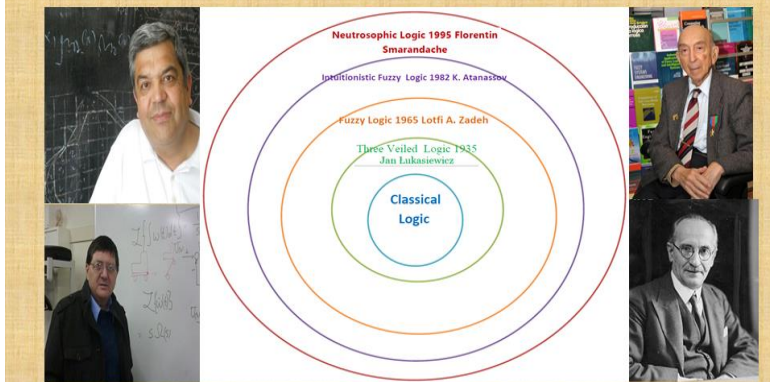 Neutrosophic Logic 1995 Florentin
Smarandache
Intuitionistic Fuzzy Logic 1982 K. Atanassov
Fuzzy Logic 1965 Lotfi A. Zadeh
Three Veiled Logic 1935
Jan Lukasiewicz
Classical
Logic